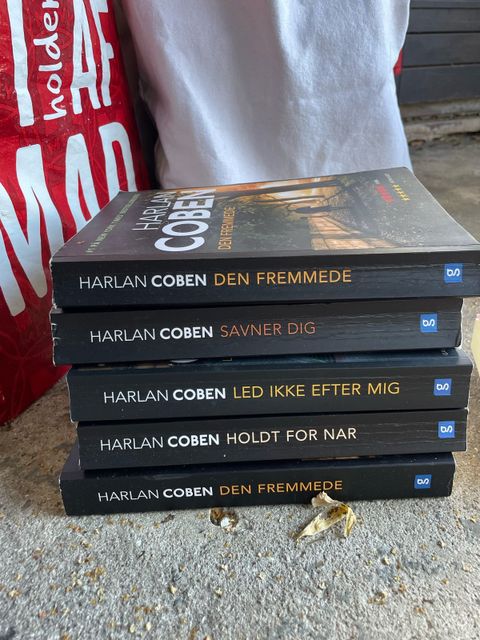 holder
AF
MAD
HARLAN
COBEN
DEN FREMMEDE
HARLAN COBEN DEN FREMMEDE
HARLAN COBEN SAVNER DIG
HARLAN COBEN LED IKKE EFTER MIG
HARLAN COBEN HOLDT FOR NAR
HARLAN COBEN DEN FREMMEDE